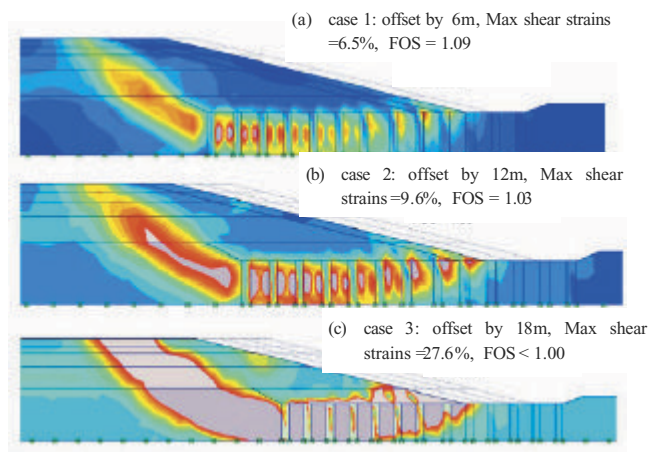 (a) case 1: offset by 6m, Max shear strains
=6.5%, FOS = 1.09
(b) case 2: offset by 12m, Max shear
strains =9.6%, FOS = 1.03
(c) case 3: offset by 18m, Max shear
strains =27.6%, FOS < 1.00